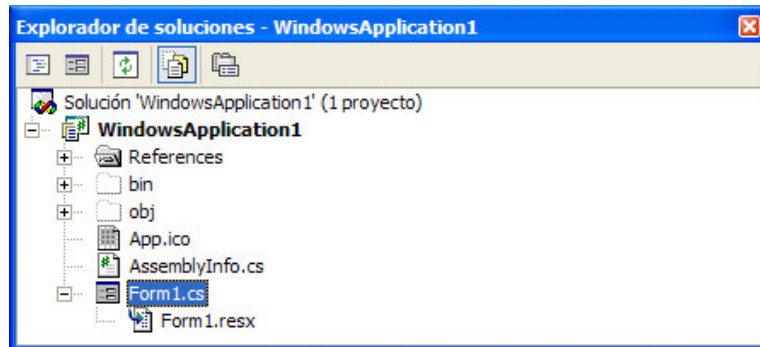 Explorador de soluciones - WindowsApplication1
Solución 'WindowsApplication1' (1 proyecto)
WindowsApplication1
References
bin
obj
App.ico
AssemblyInfo.cs
Form1.cs
Form1.resx